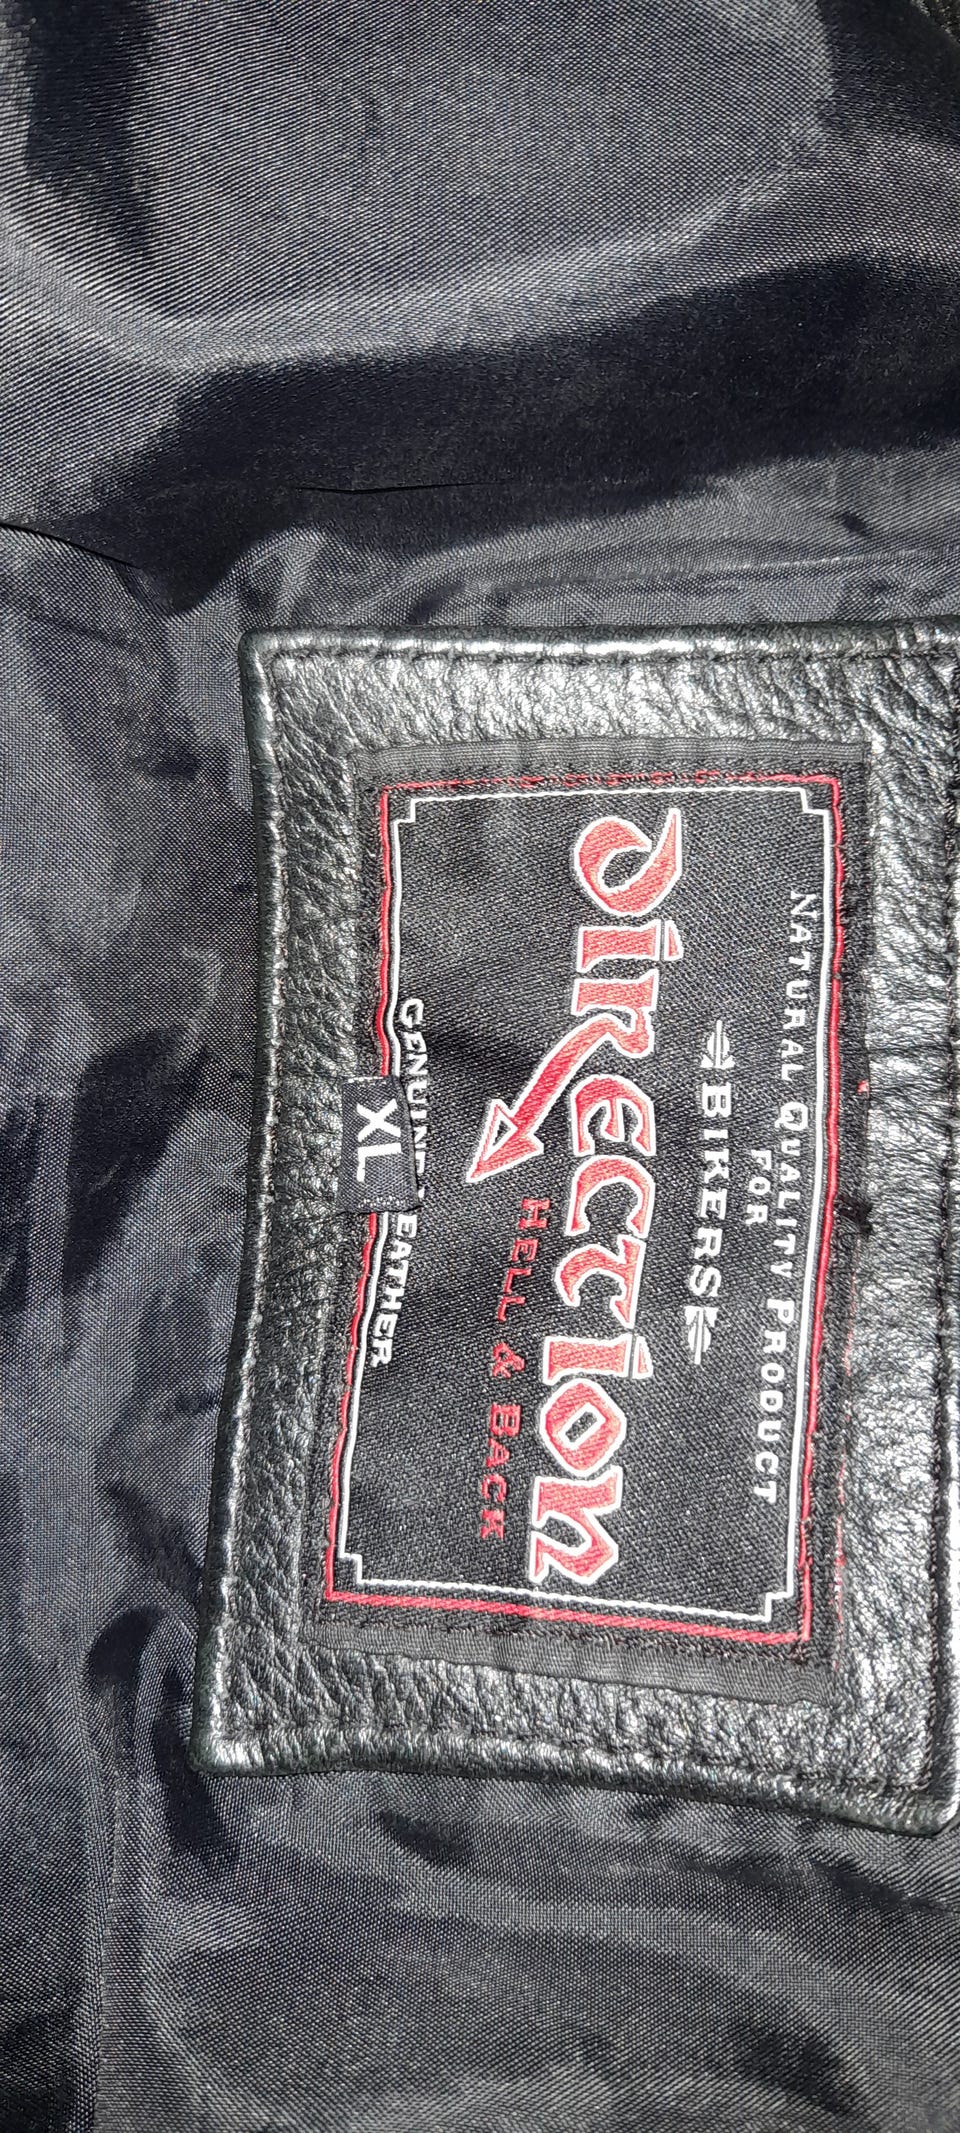 NATURAL QUALITY PRODUCT
FOR
BIKERS
DIRECTION
HELL & BACK
GENUINE LEATHER
XL